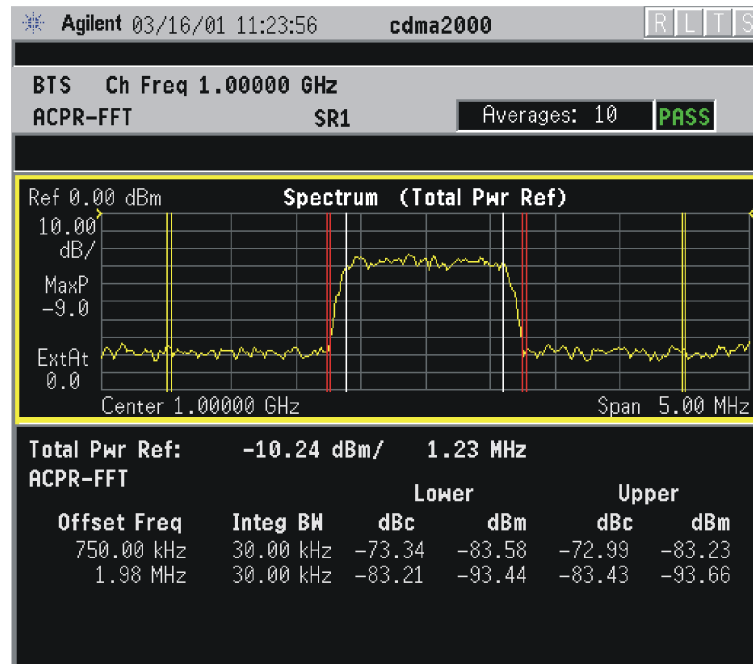 Agilent 03/16/01 11:23:56 cdma2000 R L T S
BTS Ch Freq 1.00000 GHz
ACPR-FFT SR1 Averages: 10 PASS
Ref 0.00 dBm Spectrum (Total Pwr Ref)
10.00
dB/
MaxP
-9.0
ExtAt
0.0
Center 1.00000 GHz Span 5.00 MHz
Total Pwr Ref: -10.24 dBm/ 1.23 MHz
ACPR-FFT
Lower Upper
Offset Freq Integ BW dBc dBm dBc dBm
750.00 kHz 30.00 kHz -73.34 -83.58 -72.99 -83.23
1.98 MHz 30.00 kHz -83.21 -93.44 -83.43 -93.66